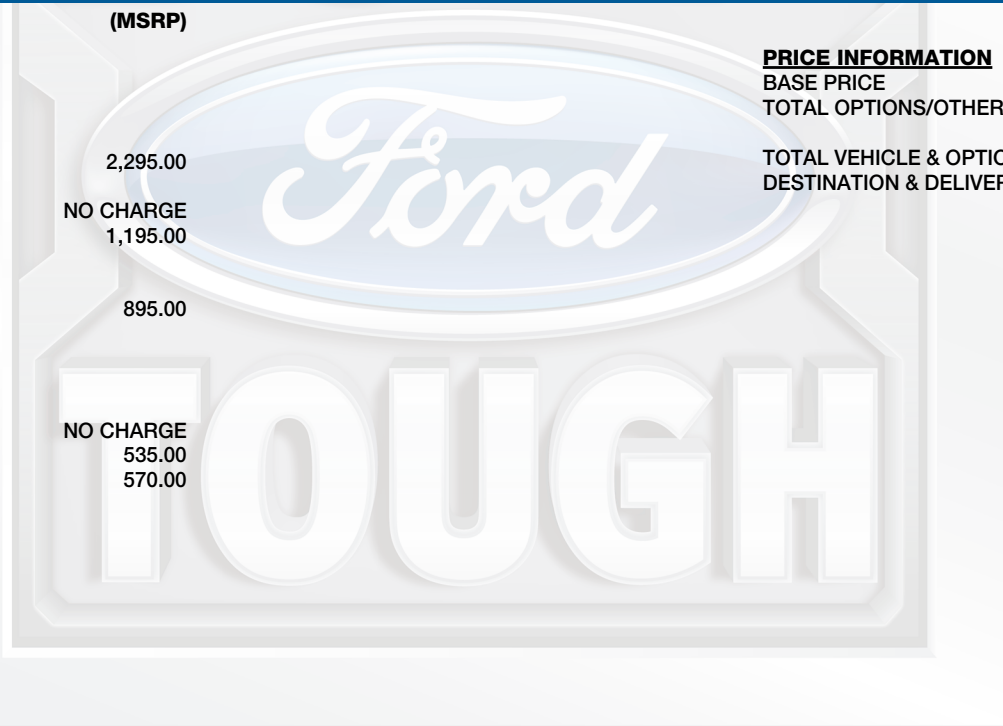 (MSRP)
2,295.00
NO CHARGE
1,195.00
895.00
NO CHARGE
535.00
570.00
PRICE INFORMATION
BASE PRICE
TOTAL OPTIONS/OTHER
TOTAL VEHICLE & OPTIO
DESTINATION & DELIVER
Ford
TOUGH